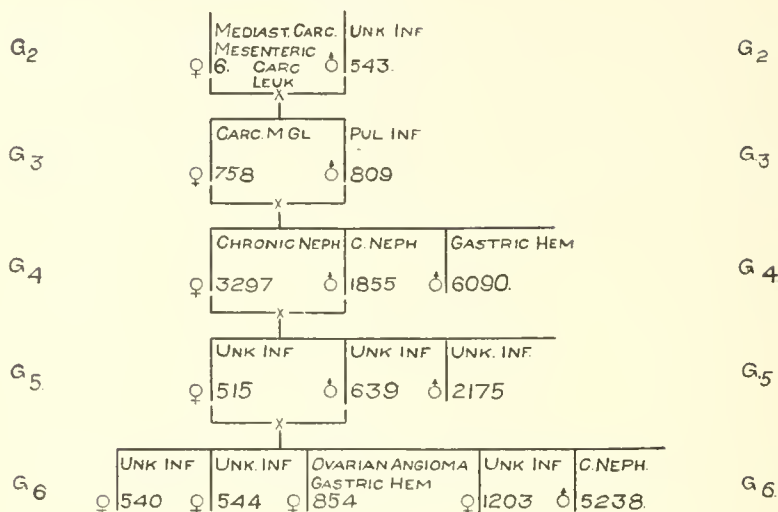 MEDIAST. CARC. UNK INF
MESENTERIC
G2 ♀ 6. CARC ♂ 543. G2
LEUK
X
CARC. M GL PUL INF
G3 ♀ 758 ♂ 809 G.3
X
CHRONIC NEPH C. NEPH GASTRIC HEM
G4 ♀ 3297 ♂ 1855 ♂ 6090. G4
X
UNK INF UNK INF UNK. INF.
G5. ♀ 515 ♂ 639 ♂ 2175 G.5
X
UNK INF UNK. INF OVARIAN ANGIOMA UNK INF C. NEPH.
GASTRIC HEM
G6 ♀ 540 ♀ 544 ♀ 854 ♀ 1203 ♂ 5238. G6.